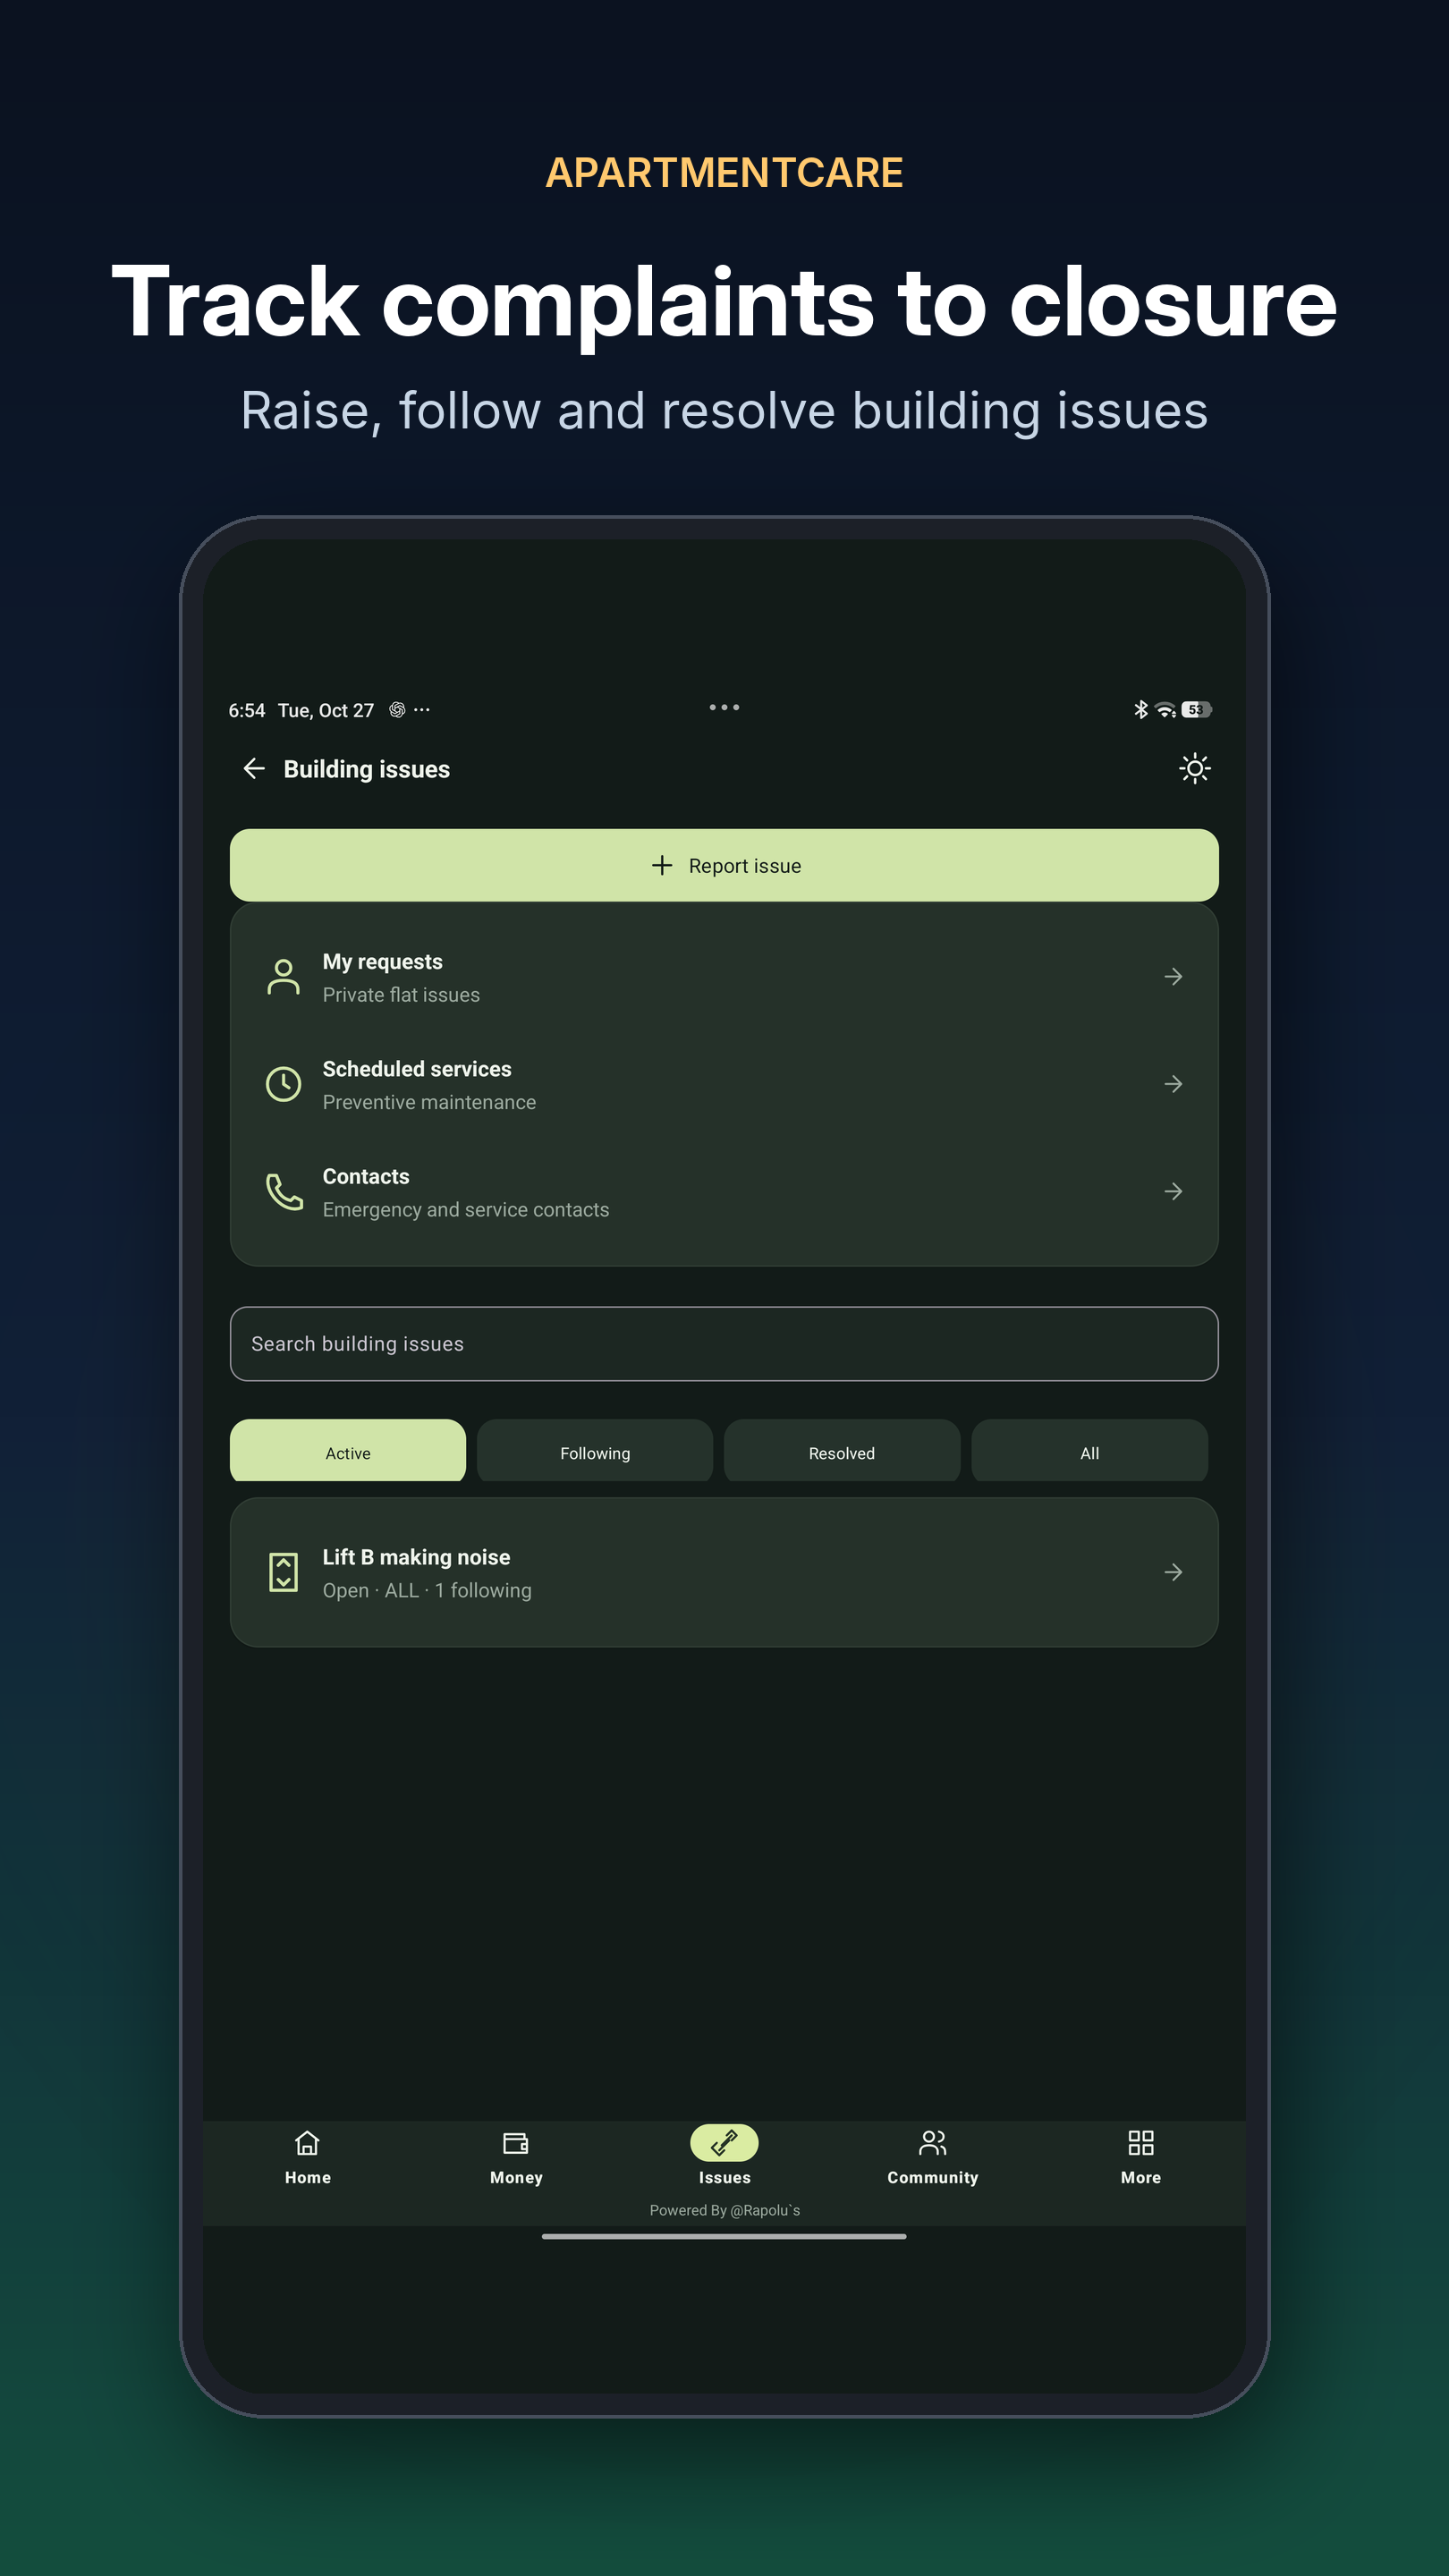 APARTMENTCARE
Track complaints to closure
Raise, follow and resolve building issues
6:54 Tue, Oct 27 ··· 53
Building issues
+ Report issue
My requests
Private flat issues
Scheduled services
Preventive maintenance
Contacts
Emergency and service contacts
Search building issues
Active Following Resolved All
Lift B making noise
Open · ALL · 1 following
Home Money Issues Community More
Powered By @Rapolu`s